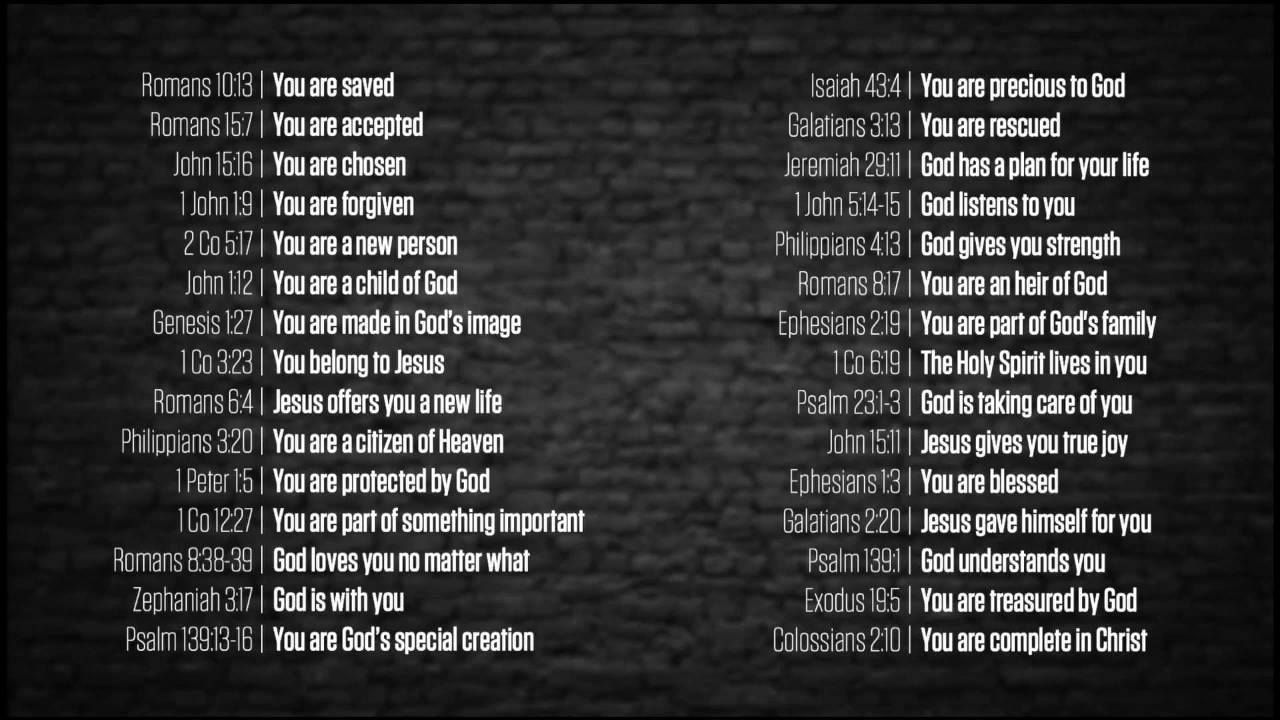 Romans 10:13 | You are saved
Romans 15:7 | You are accepted
John 15:16 | You are chosen
1 John 1:9 | You are forgiven
2 Co 5:17 | You are a new person
John 1:12 | You are a child of God
Genesis 1:27 | You are made in God's image
1 Co 3:23 | You belong to Jesus
Romans 6:4 | Jesus offers you a new life
Philippians 3:20 | You are a citizen of Heaven
1 Peter 1:5 | You are protected by God
1 Co 12:27 | You are part of something important
Romans 8:38-39 | God loves you no matter what
Zephaniah 3:17 | God is with you
Psalm 139:13-16 | You are God's special creation
Isaiah 43:4 | You are precious to God
Galatians 3:13 | You are rescued
Jeremiah 29:11 | God has a plan for your life
1 John 5:14-15 | God listens to you
Philippians 4:13 | God gives you strength
Romans 8:17 | You are an heir of God
Ephesians 2:19 | You are part of God's family
1 Co 6:19 | The Holy Spirit lives in you
Psalm 23:1-3 | God is taking care of you
John 15:11 | Jesus gives you true joy
Ephesians 1:3 | You are blessed
Galatians 2:20 | Jesus gave himself for you
Psalm 139:1 | God understands you
Exodus 19:5 | You are treasured by God
Colossians 2:10 | You are complete in Christ